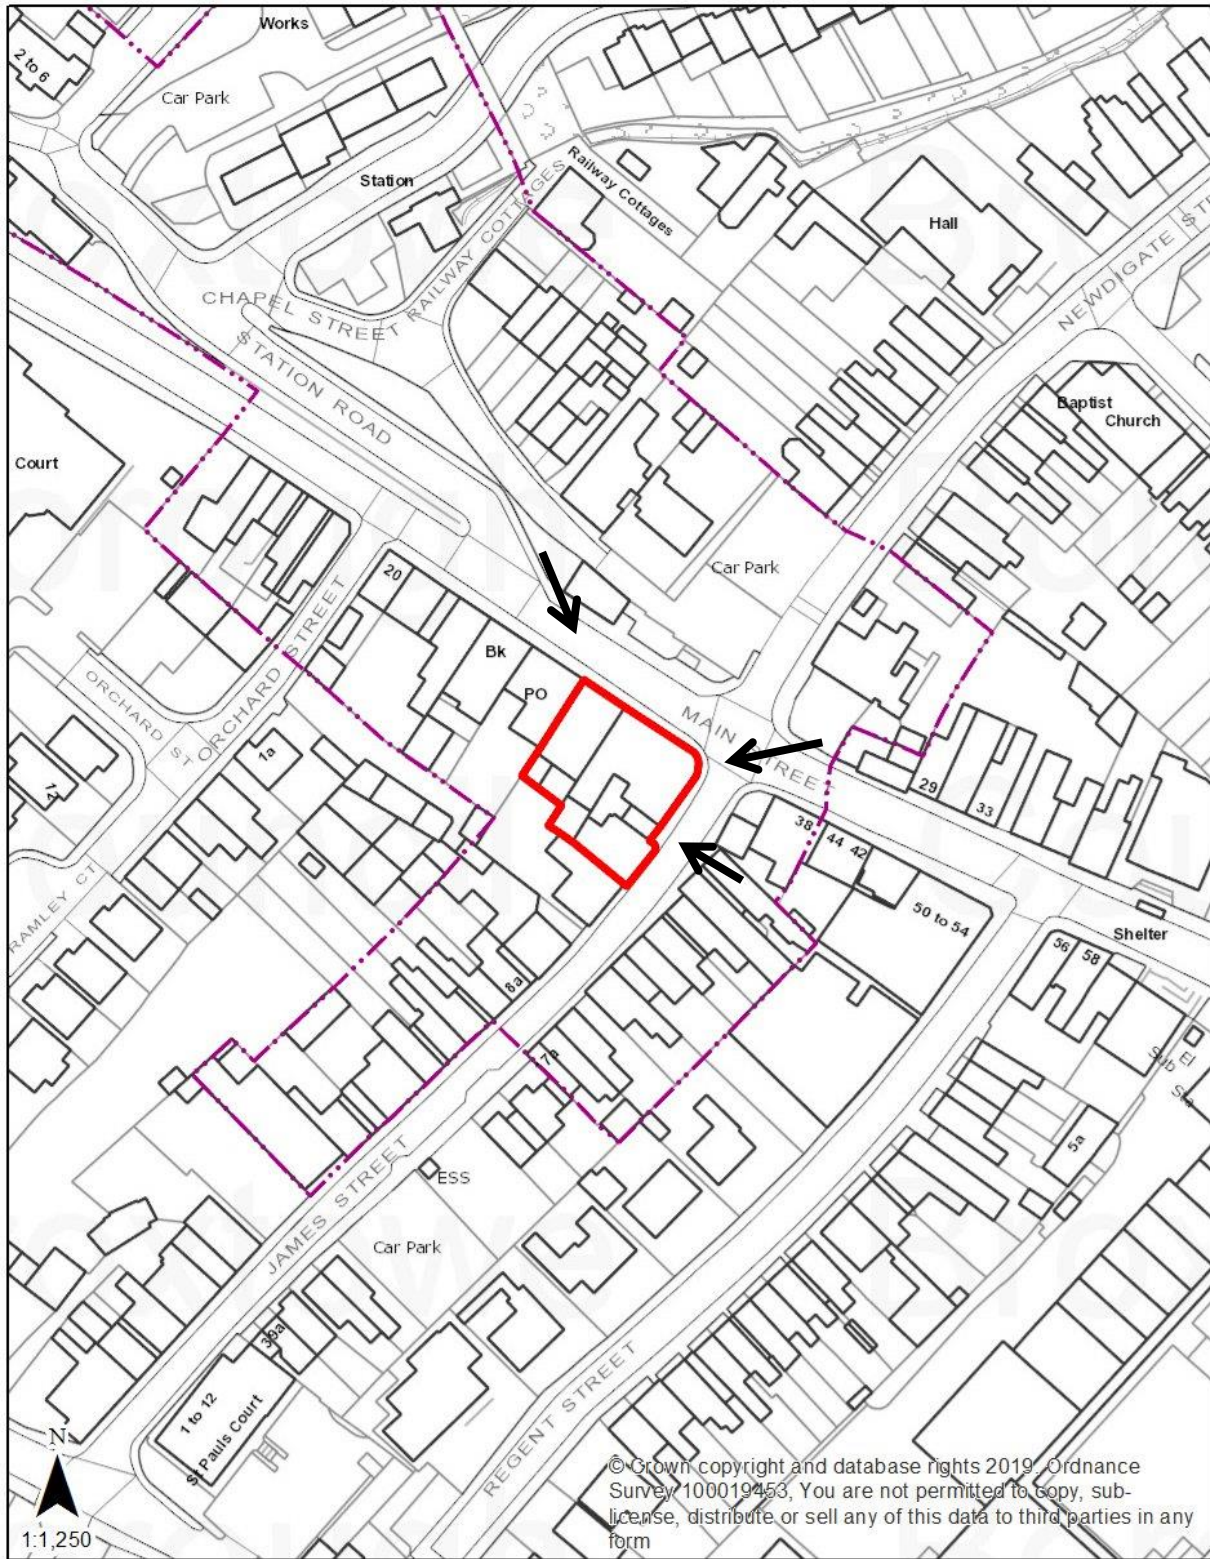 Works
2 to 6
Car Park
Station
Railway Cottages
RAILWAY COTTAGES
Hall
NEWDIGATE ST
CHAPEL STREET
STATION ROAD
Baptist
Church
Court
Car Park
20
ORCHARD STREET
Bk
PO
ORCHARD ST
MAIN STREET
1a
12
29
33
38
44
42
50 to 54
RAMLEY CT
Shelter
56
58
8a
7a
El
Sub
Sta
5a
ESS
JAMES STREET
Car Park
39a
1 to 12
St Pauls Court
REGENT STREET
N
1:1,250
© Crown copyright and database rights 2019. Ordnance
Survey 100019453, You are not permitted to copy, sub-
license, distribute or sell any of this data to third parties in any
form